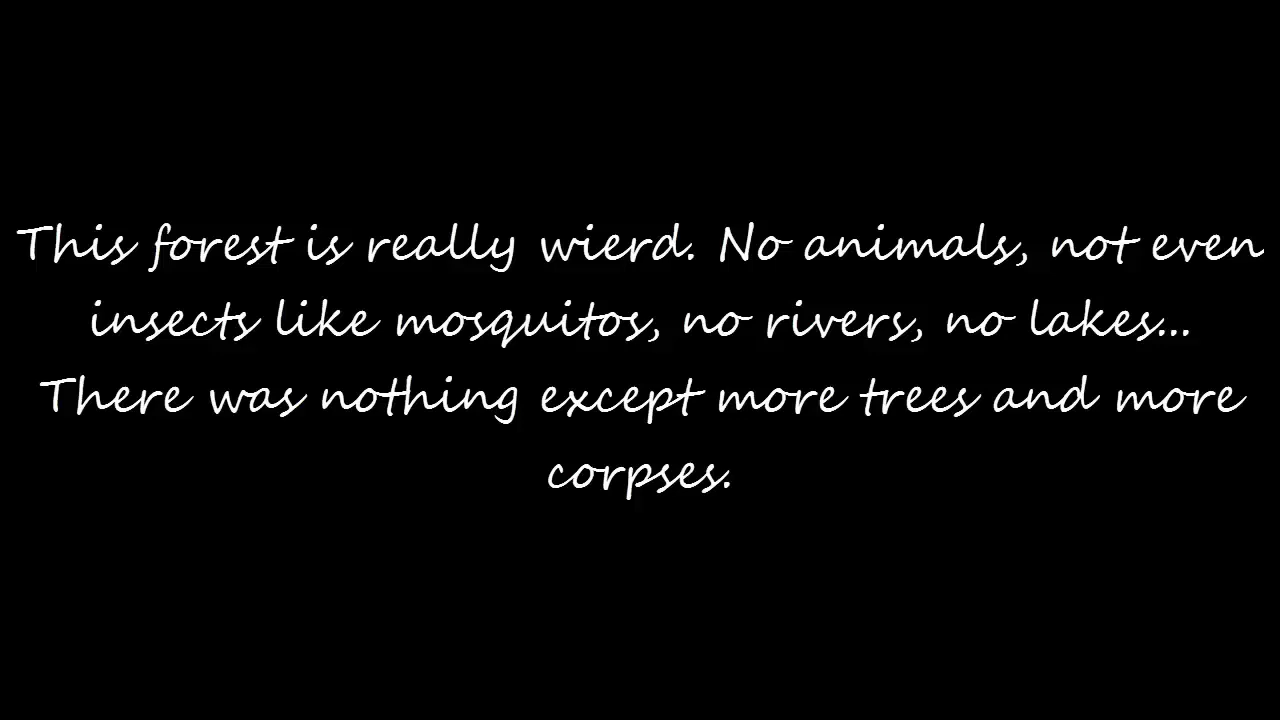 This forest is really wierd. No animals, not even
insects like mosquitos, no rivers, no lakes...
There was nothing except more trees and more
corpses.